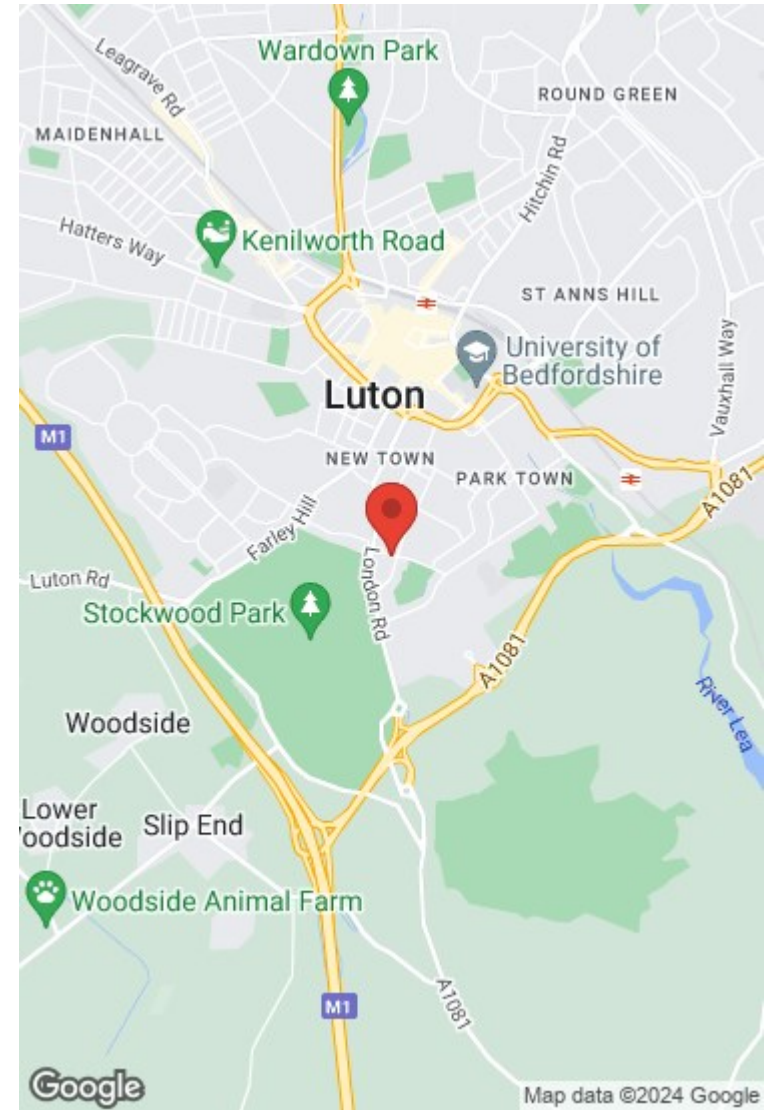 Wardown Park
Leagrave Rd
ROUND GREEN
MAIDENHALL
Hitchin Rd
Hatters Way
Kenilworth Road
ST ANNS HILL
University of
Bedfordshire
Vauxhall Way
Luton
M1
NEW TOWN
PARK TOWN
A1081
Farley Hill
London Rd
Luton Rd
Stockwood Park
A1081
River Lea
Woodside
Lower
oodside
Slip End
Woodside Animal Farm
A1081
M1
Google
Map data ©2024 Google